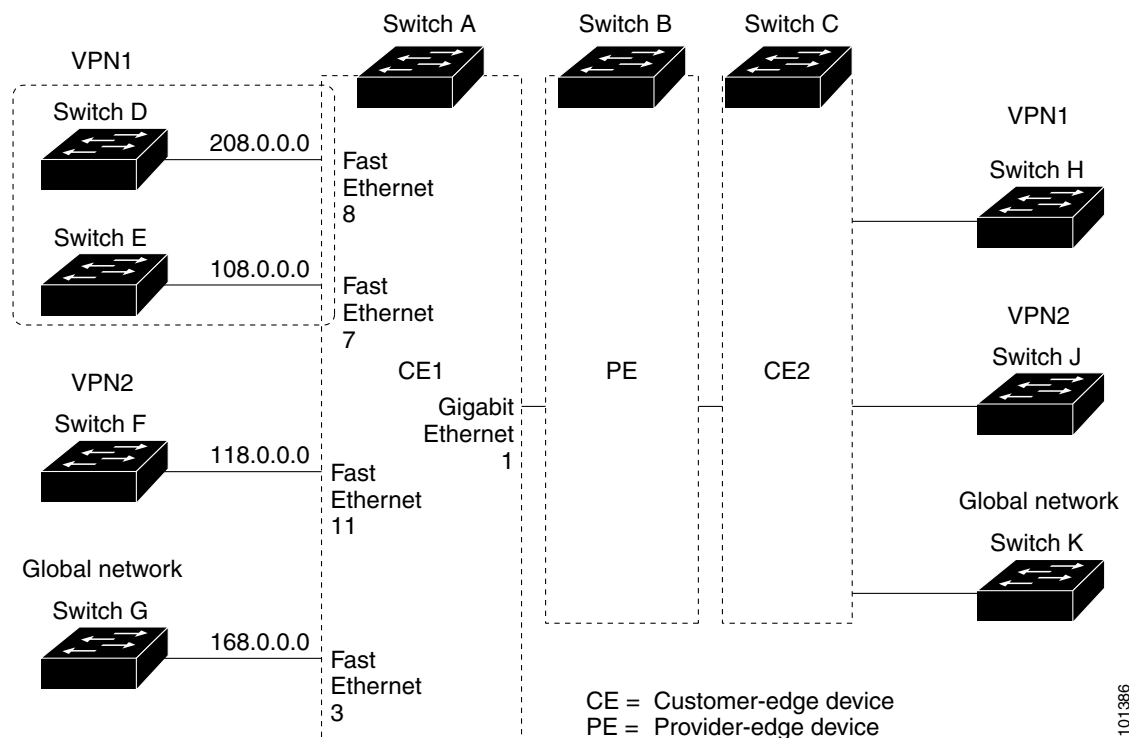 Switch A
Switch B
Switch C
VPN1
Switch D
208.0.0.0
Fast
Ethernet
8
Switch E
108.0.0.0
Fast
Ethernet
7
VPN2
Switch F
118.0.0.0
Fast
Ethernet
11
Global network
Switch G
168.0.0.0
Fast
Ethernet
3
CE1
Gigabit
Ethernet
1
PE
CE2
VPN1
Switch H
VPN2
Switch J
Global network
Switch K
CE = Customer-edge device
PE = Provider-edge device
101386